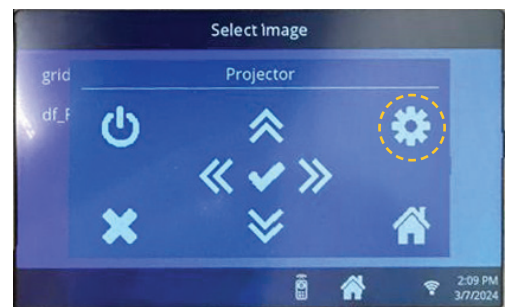 Select Image
grid
Projector
df_F
2:09 PM
3/7/2024